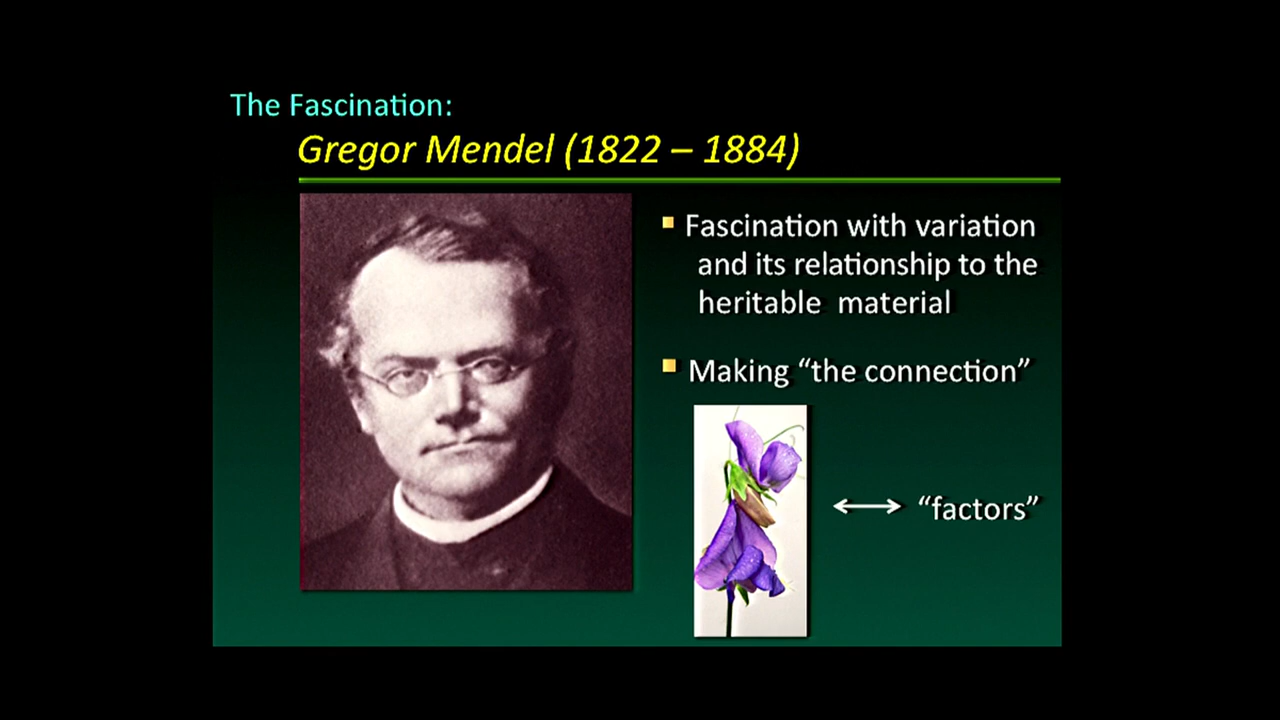 The Fascination:
Gregor Mendel (1822 – 1884)
Fascination with variation
and its relationship to the
heritable material
Making “the connection”
“factors”